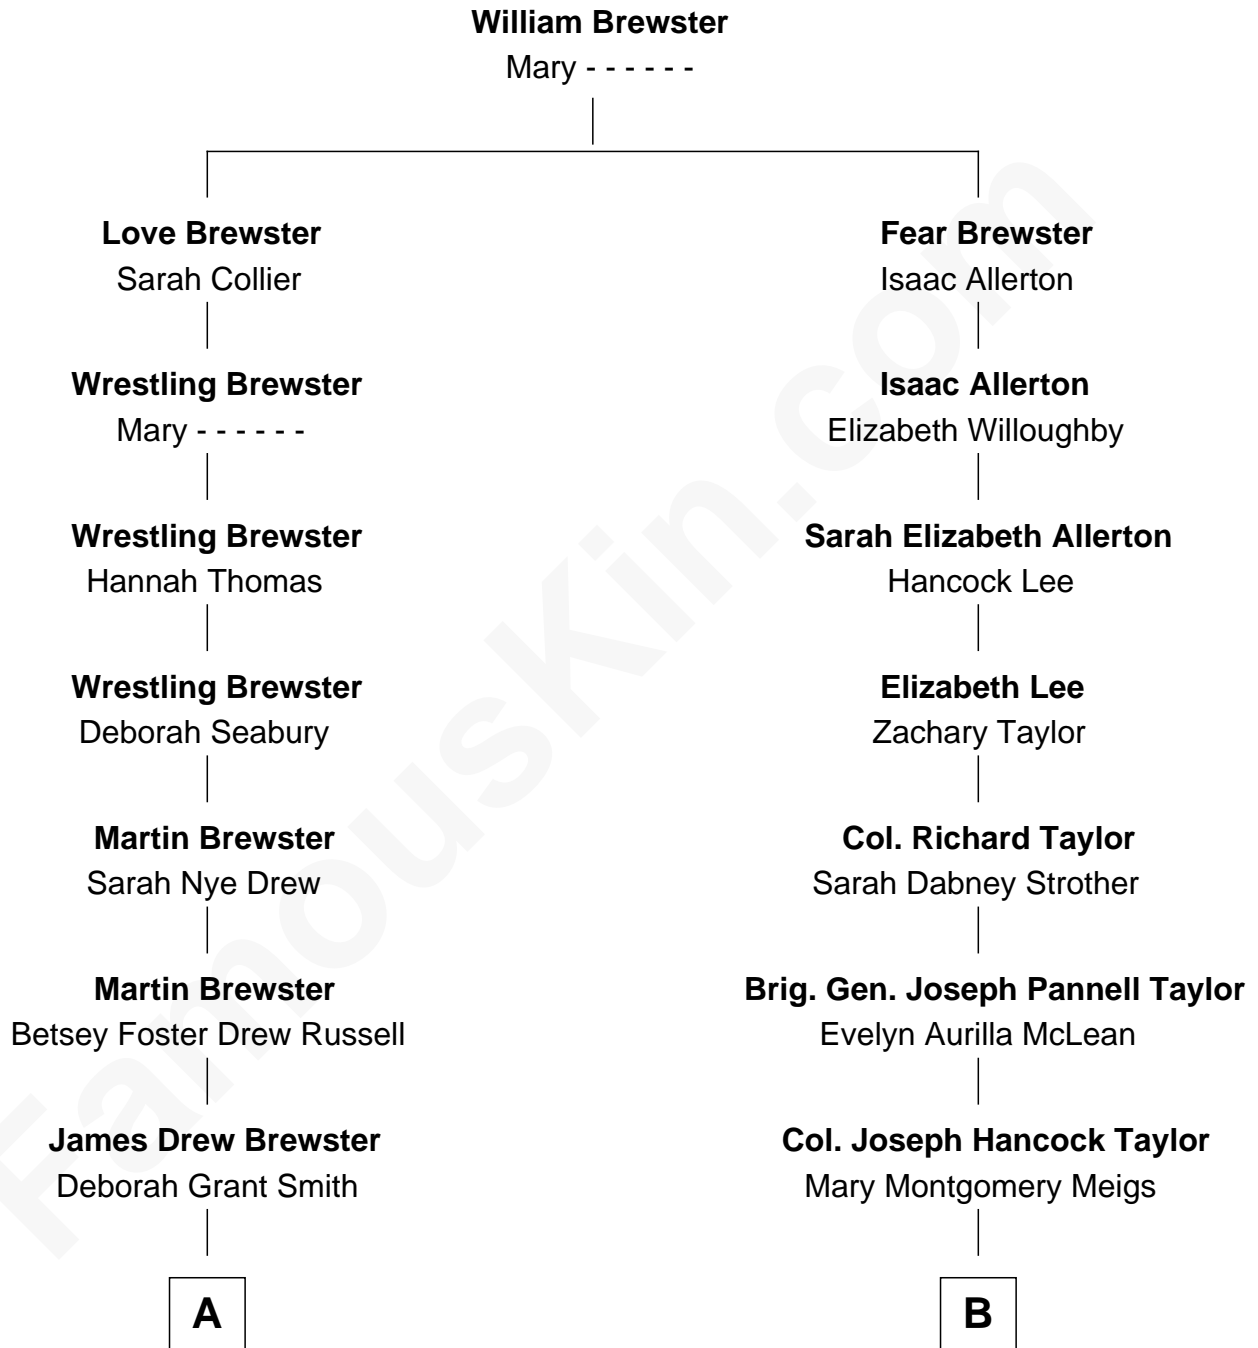 William Brewster
Mary - - - - - -
Love Brewster
Sarah Collier
Fear Brewster
Isaac Allerton
Wrestling Brewster
Mary - - - - - -
Isaac Allerton
Elizabeth Willoughby
Wrestling Brewster
Hannah Thomas
Sarah Elizabeth Allerton
Hancock Lee
Wrestling Brewster
Deborah Seabury
Elizabeth Lee
Zachary Taylor
Martin Brewster
Sarah Nye Drew
Col. Richard Taylor
Sarah Dabney Strother
Martin Brewster
Betsey Foster Drew Russell
Brig. Gen. Joseph Pannell Taylor
Evelyn Aurilla McLean
James Drew Brewster
Deborah Grant Smith
Col. Joseph Hancock Taylor
Mary Montgomery Meigs
A
B
FamousKin.com